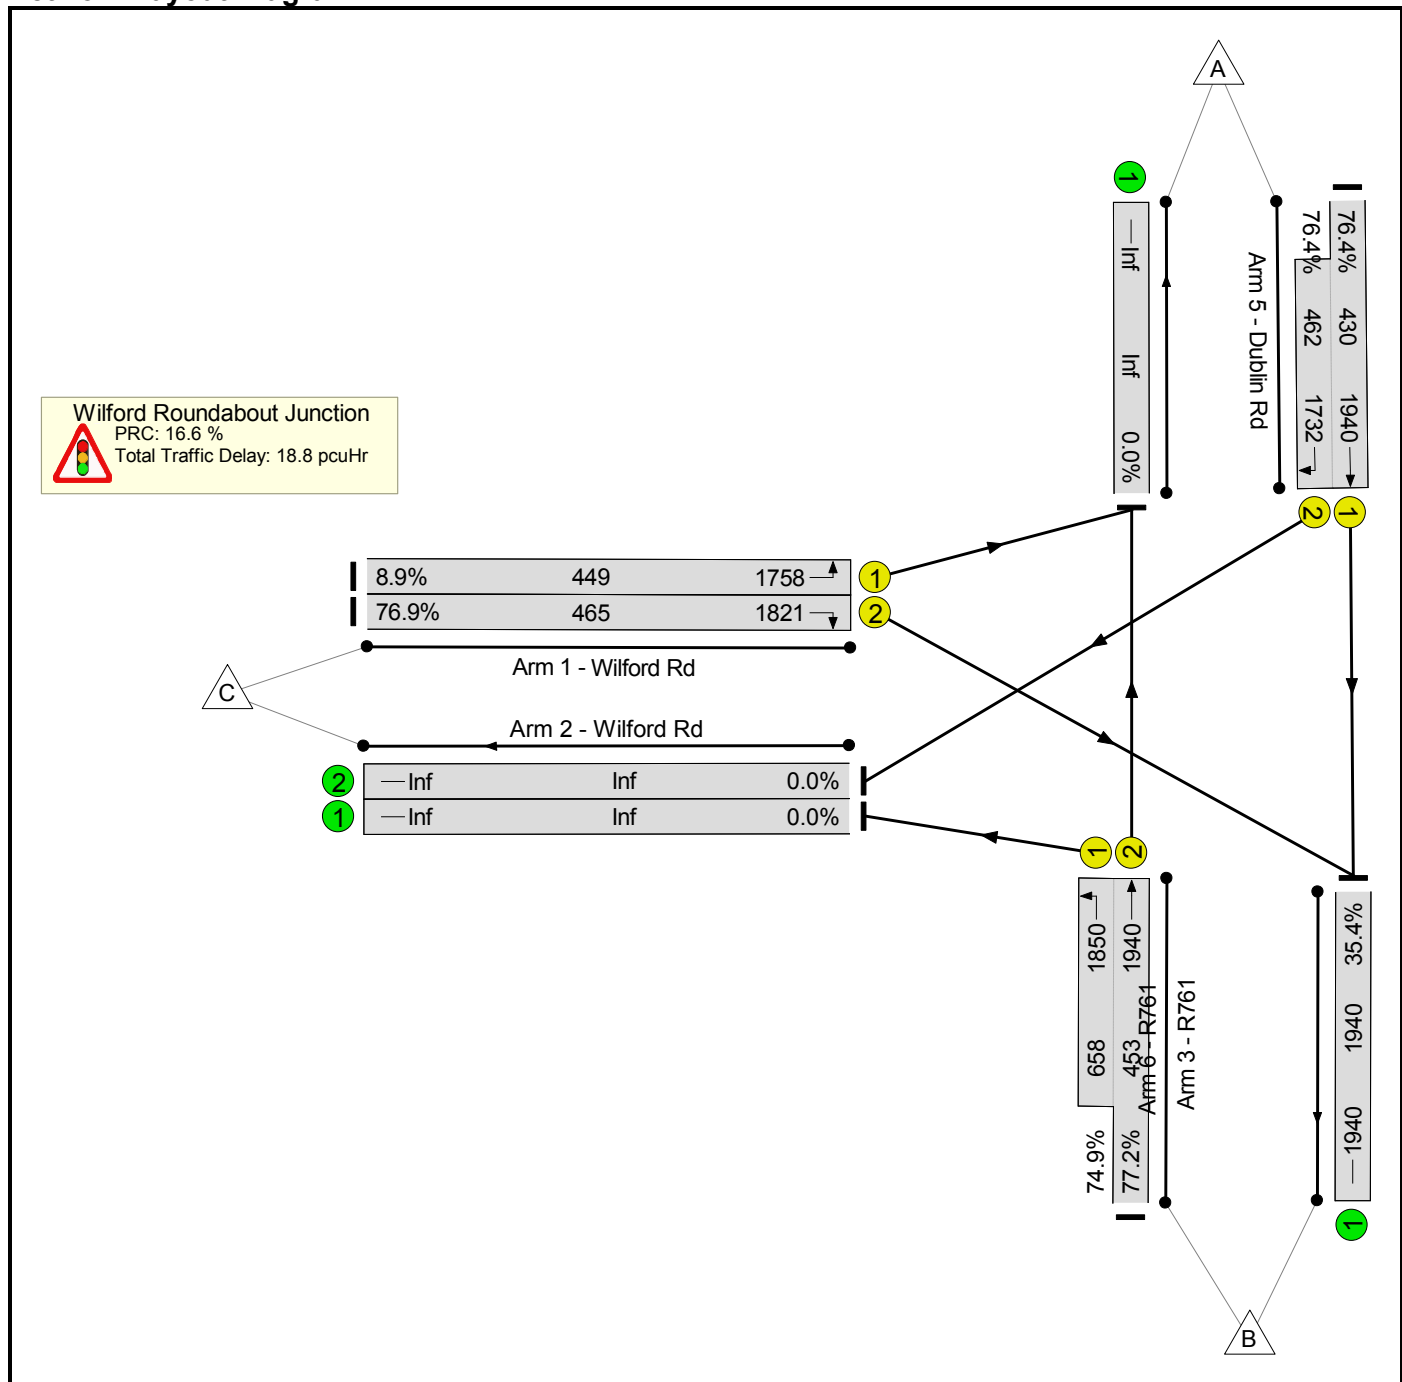 A
1
Inf
Inf
0.0%
Arm 5 - Dublin Rd
76.4%
430
1940
76.4%
462
1732
2
1
Wilford Roundabout Junction
PRC: 16.6 %
Total Traffic Delay: 18.8 pcuHr
8.9% 449 1758
1
76.9% 465 1821
2
Arm 1 - Wilford Rd
C
Arm 2 - Wilford Rd
2
Inf Inf 0.0%
1
Inf Inf 0.0%
1
2
74.9% 658 1850
77.2% 453 1940
Arm 6 - R761
Arm 3 - R761
1940 1940 35.4%
1
B